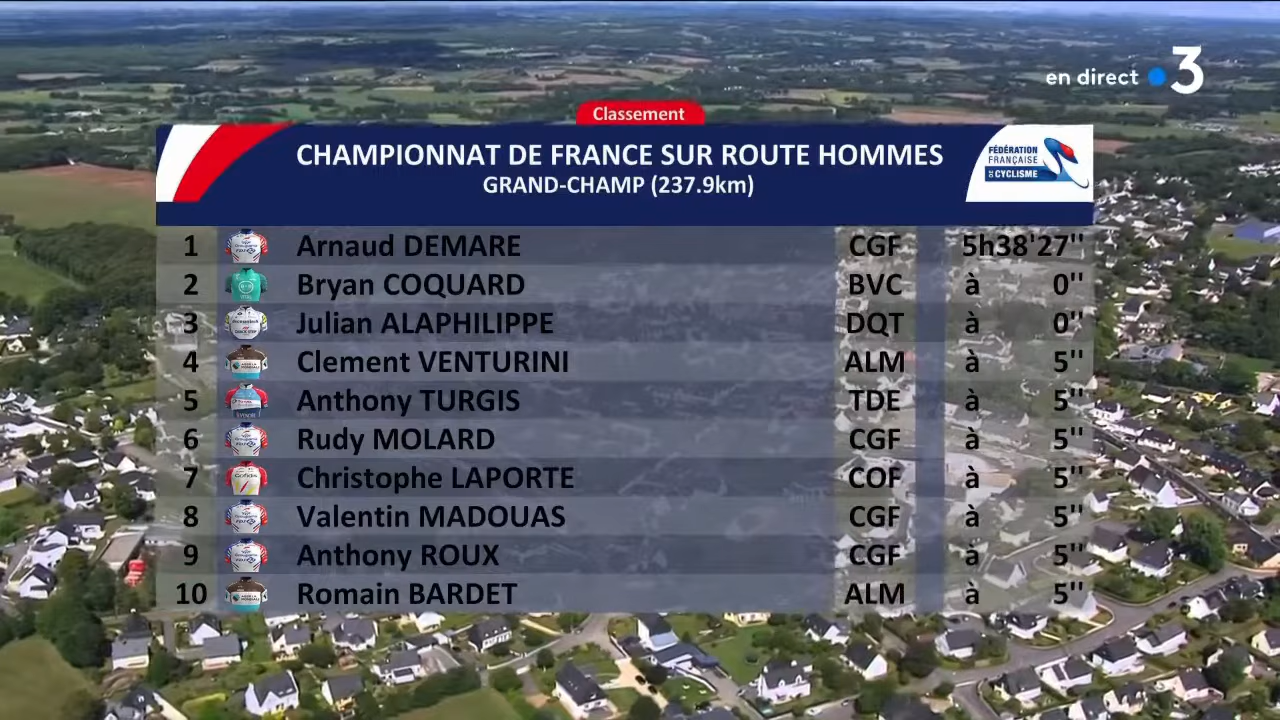 en direct 3
Classement
CHAMPIONNAT DE FRANCE SUR ROUTE HOMMES
GRAND-CHAMP (237.9km)
FÉDÉRATION
FRANÇAISE
DE CYCLISME
1 Arnaud DEMARE CGF 5h38'27''
2 Bryan COQUARD BVC à 0''
3 Julian ALAPHILIPPE DQT à 0''
4 Clement VENTURINI ALM à 5''
5 Anthony TURGIS TDE à 5''
6 Rudy MOLARD CGF à 5''
7 Christophe LAPORTE COF à 5''
8 Valentin MADOUAS CGF à 5''
9 Anthony ROUX CGF à 5''
10 Romain BARDET ALM à 5''